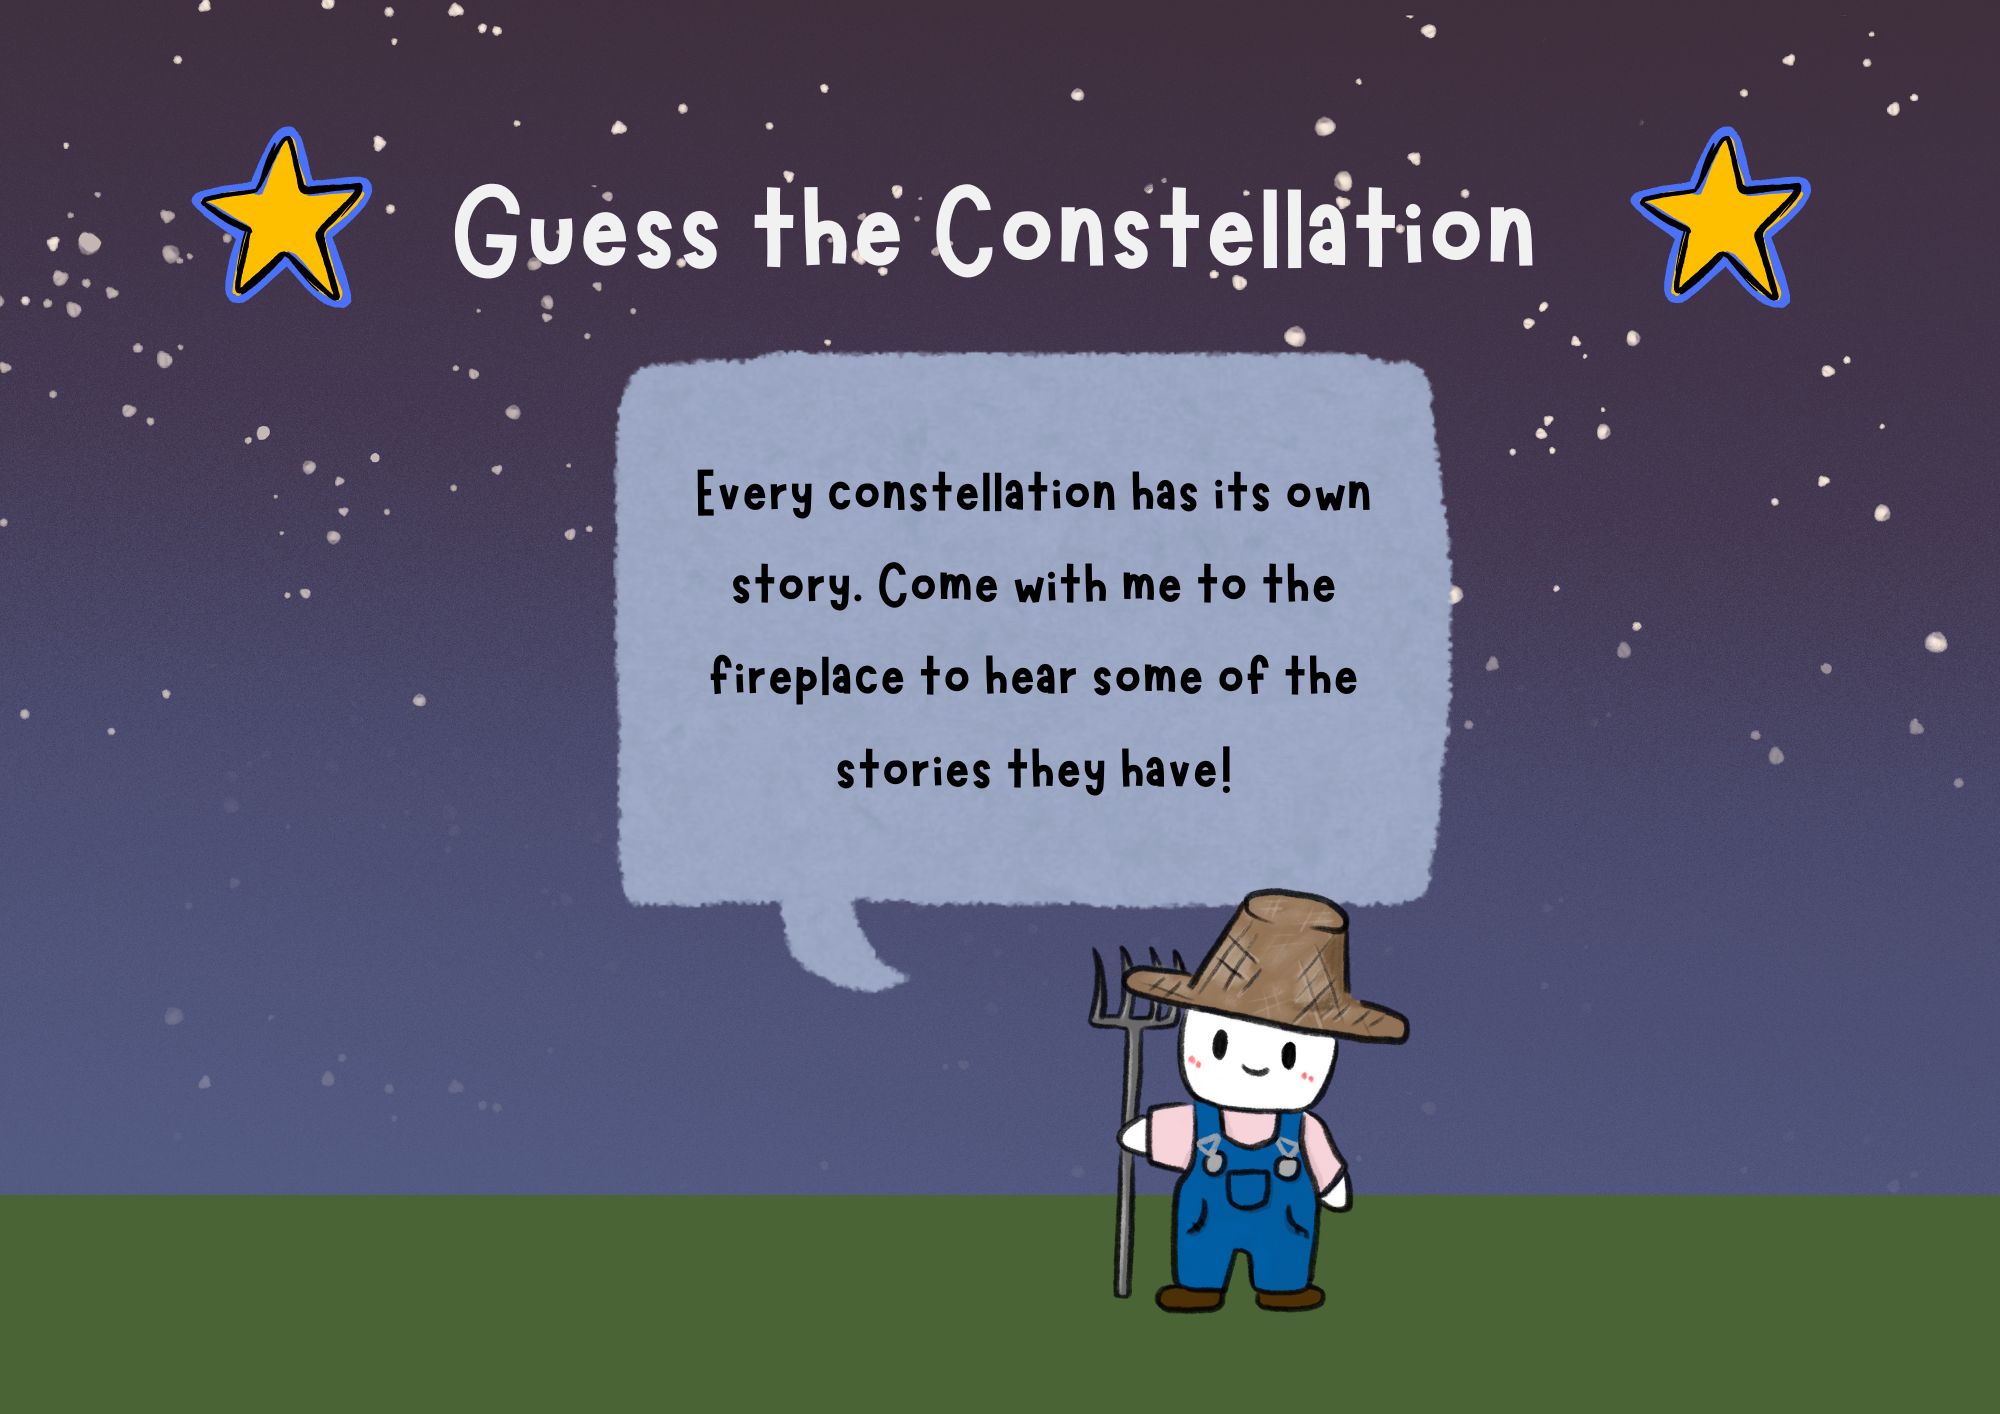 Guess the Constellation
Every constellation has its own
story. Come with me to the
fireplace to hear some of the
stories they have!